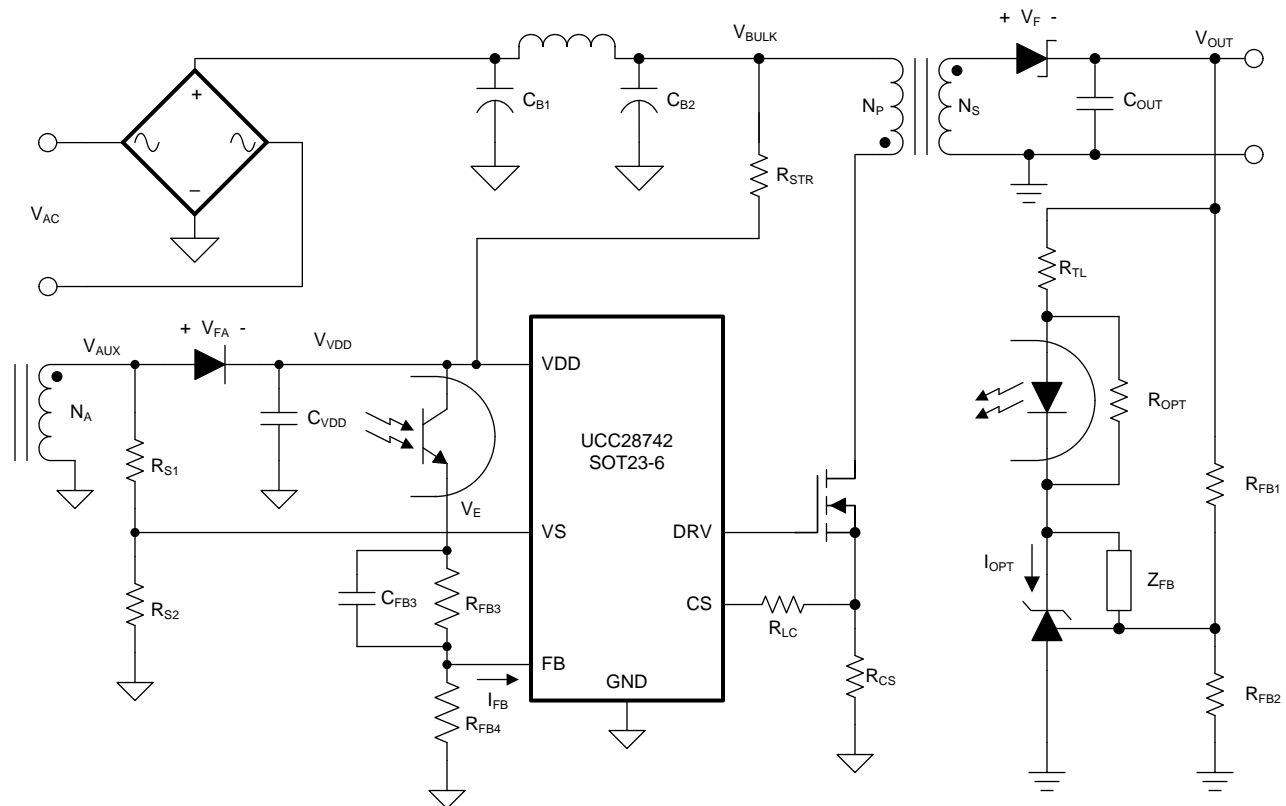 + V_F -
V_BULK
V_OUT
+
C_B1
C_B2
N_P
N_S
C_OUT
R_STR
−
V_AC
R_TL
+ V_FA -
V_AUX
V_VDD
VDD
N_A
C_VDD
R_OPT
UCC28742
SOT23-6
R_S1
R_FB1
V_E
VS
DRV
I_OPT
Z_FB
C_FB3
R_FB3
R_S2
CS
R_LC
FB
GND
R_CS
I_FB
R_FB4
R_FB2